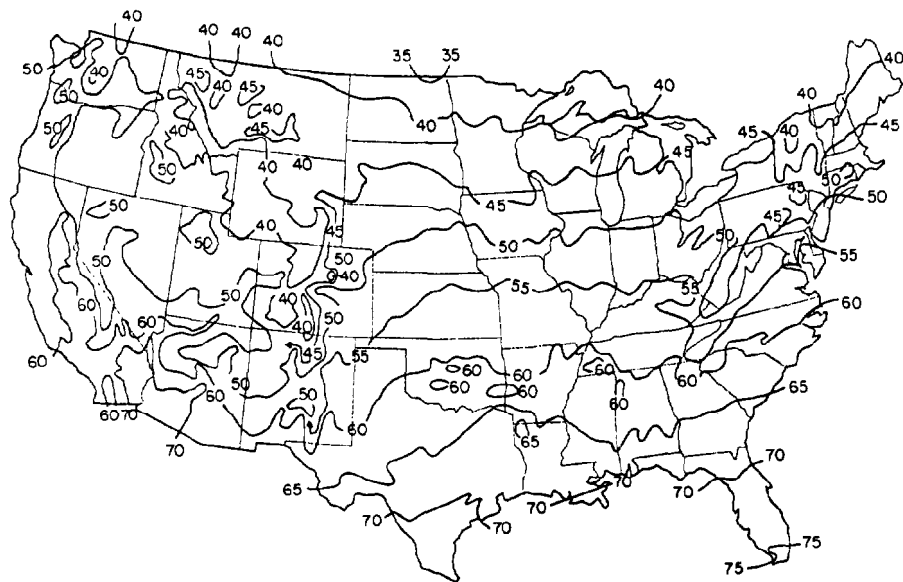 40 40 40 40 35 35
50 40 45 40 45 40 40 40
50 40 45 40 40 45 40 45
50 40 40 45 50
50 50 45 45 45 50
50 40 50 50 45 55
50 50 40 55 55
60 50 40 50
60 60 40 45 55 60 60 60
60 70 50 60 50 60 60 60 60 60 65
70 65 70
65 70 70 70 70 70
75 75